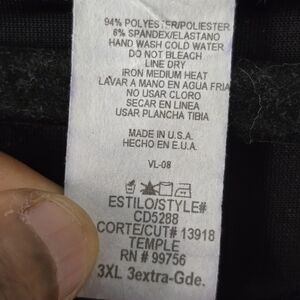 94% POLYESTER/POLIESTER
6% SPANDEX/ELASTANO
HAND WASH COLD WATER
DO NOT BLEACH
LINE DRY
IRON MEDIUM HEAT
LAVAR A MANO EN AGUA FRIA
NO USAR CLORO
SECAR EN LINEA
USAR PLANCHA TIBIA
MADE IN U.S.A.
HECHO EN E.U.A.
VL-08
ESTILO/STYLE#
CD5288
CORTE/CUT# 13918
TEMPLE
RN # 99756
3XL 3extra-Gde.